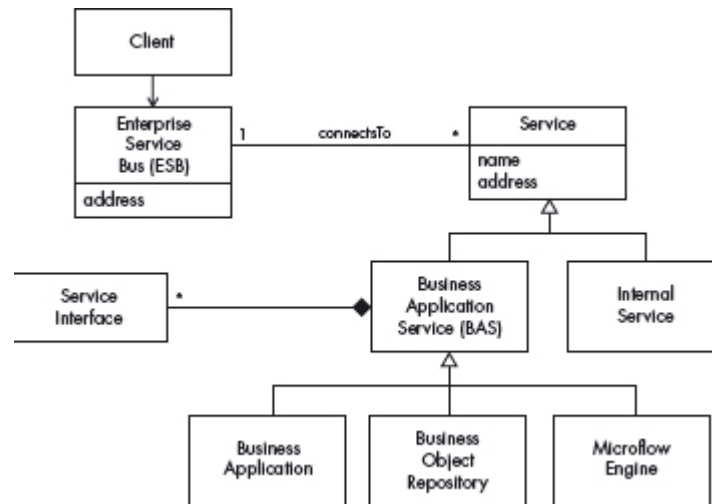 Client
Enterprise
Service
Bus (ESB)
address
1
connectsTo
*
Service
name
address
Service
Interface
*
Business
Application
Service (BAS)
Internal
Service
Business
Application
Business
Object
Repository
Microflow
Engine